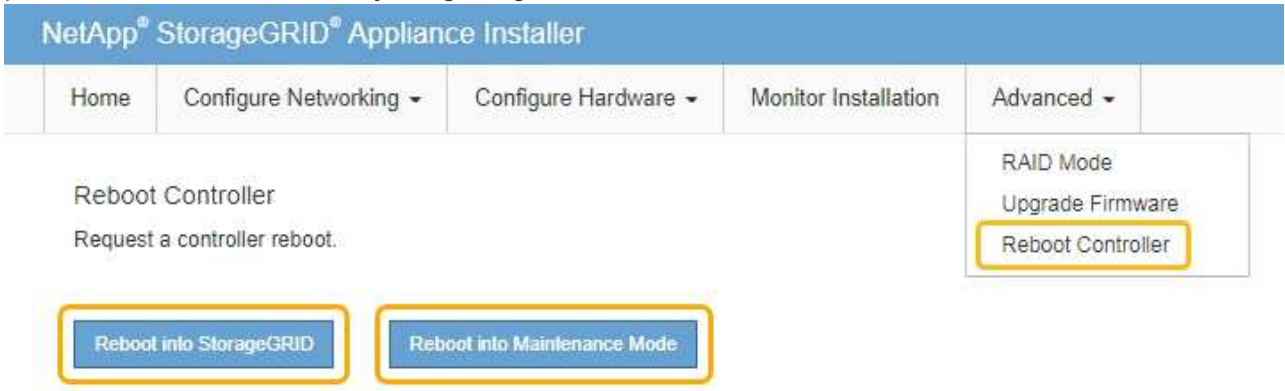 NetApp® StorageGRID® Appliance Installer
Home Configure Networking Configure Hardware Monitor Installation Advanced
RAID Mode
Upgrade Firmware
Reboot Controller
Reboot Controller
Request a controller reboot.
Reboot into StorageGRID Reboot into Maintenance Mode